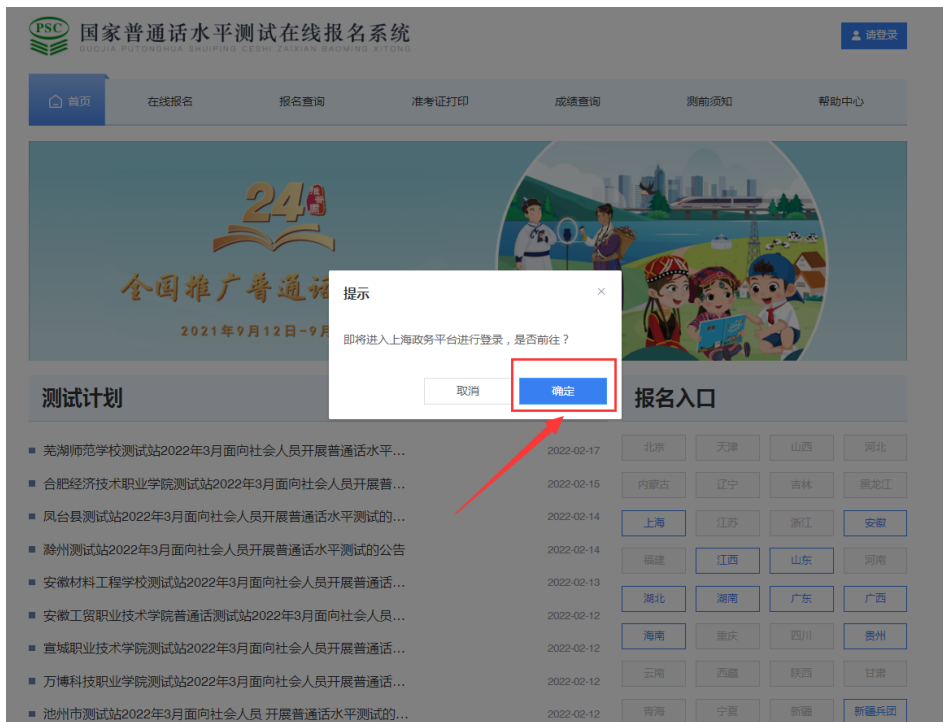 PSC
国家普通话水平测试在线报名系统
GUOJIA PUTONGHUA SHUIPING CESHI ZAIXIAN BAOMING XITONG
请登录
首页 在线报名 报名查询 准考证打印 成绩查询 测前须知 帮助中心
24
全国推广普通话
2021年9月12日-9月
提示
×
即将进入上海政务平台进行登录，是否前往？
取消 确定
测试计划
芜湖师范学校测试站2022年3月面向社会人员开展普通话水平... 2022-02-17
合肥经济技术职业学院测试站2022年3月面向社会人员开展普... 2022-02-15
凤台县测试站2022年3月面向社会人员开展普通话水平测试的... 2022-02-14
滁州测试站2022年3月面向社会人员开展普通话水平测试的公告 2022-02-14
安徽材料工程学校测试站2022年3月面向社会人员开展普通话... 2022-02-13
安徽工贸职业技术学院普通话测试站2022年3月面向社会人员... 2022-02-12
宣城职业技术学院测试站2022年3月面向社会人员开展普通话... 2022-02-12
万博科技职业学院测试站2022年3月面向社会人员开展普通话... 2022-02-12
池州市测试站2022年3月面向社会人员 开展普通话水平测试的... 2022-02-12
报名入口
北京 天津 山西 河北
内蒙古 辽宁 吉林 黑龙江
上海 江苏 浙江 安徽
福建 江西 山东 河南
湖北 湖南 广东 广西
海南 重庆 四川 贵州
云南 西藏 陕西 甘肃
青海 宁夏 新疆 新疆兵团